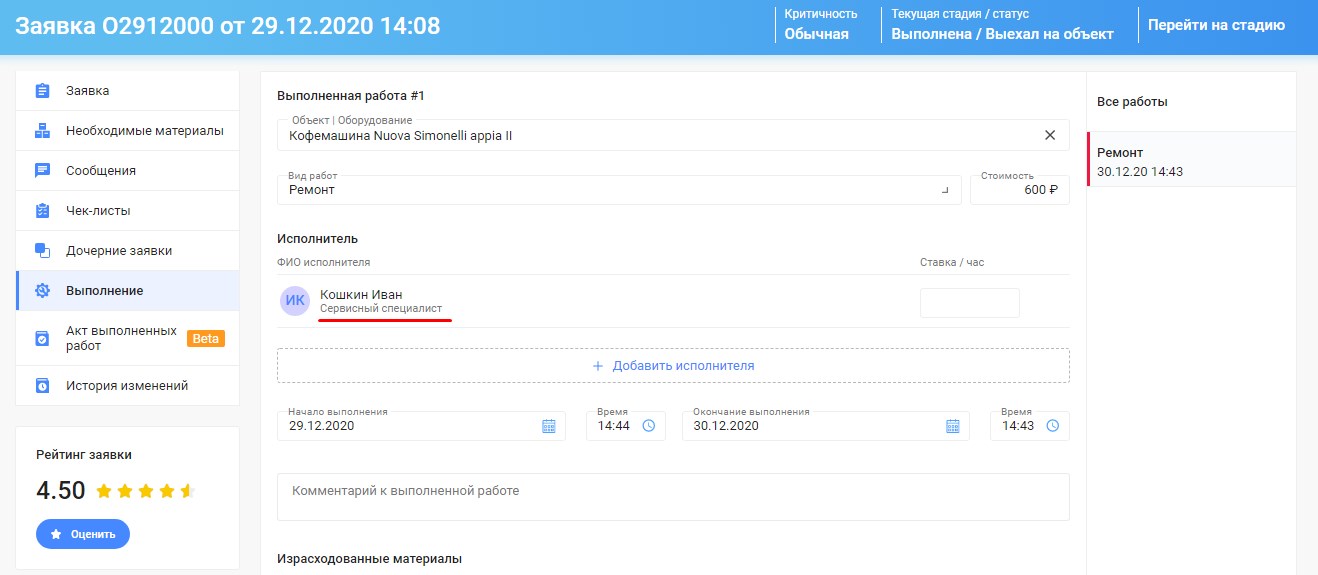 Заявка O2912000 от 29.12.2020 14:08
Критичность
Обычная
Текущая стадия / статус
Выполнена / Выехал на объект
Перейти на стадию
Заявка
Необходимые материалы
Сообщения
Чек-листы
Дочерние заявки
Выполнение
Акт выполненных
работ
Beta
История изменений
Рейтинг заявки
4.50
Оценить
Выполненная работа #1
Объект | Оборудование
Кофемашина Nuova Simonelli appia II
Вид работ
Ремонт
Стоимость
600 ₽
Исполнитель
ФИО исполнителя
Ставка / час
ИК
Кошкин Иван
Сервисный специалист
+ Добавить исполнителя
Начало выполнения
29.12.2020
Время
14:44
Окончание выполнения
30.12.2020
Время
14:43
Комментарий к выполненной работе
Израсходованные материалы
Все работы
Ремонт
30.12.20 14:43